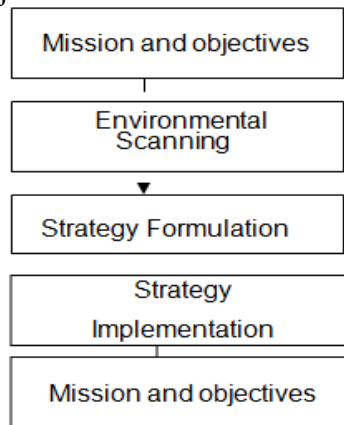 Mission and objectives
Environmental
Scanning
Strategy Formulation
Strategy
Implementation
Mission and objectives